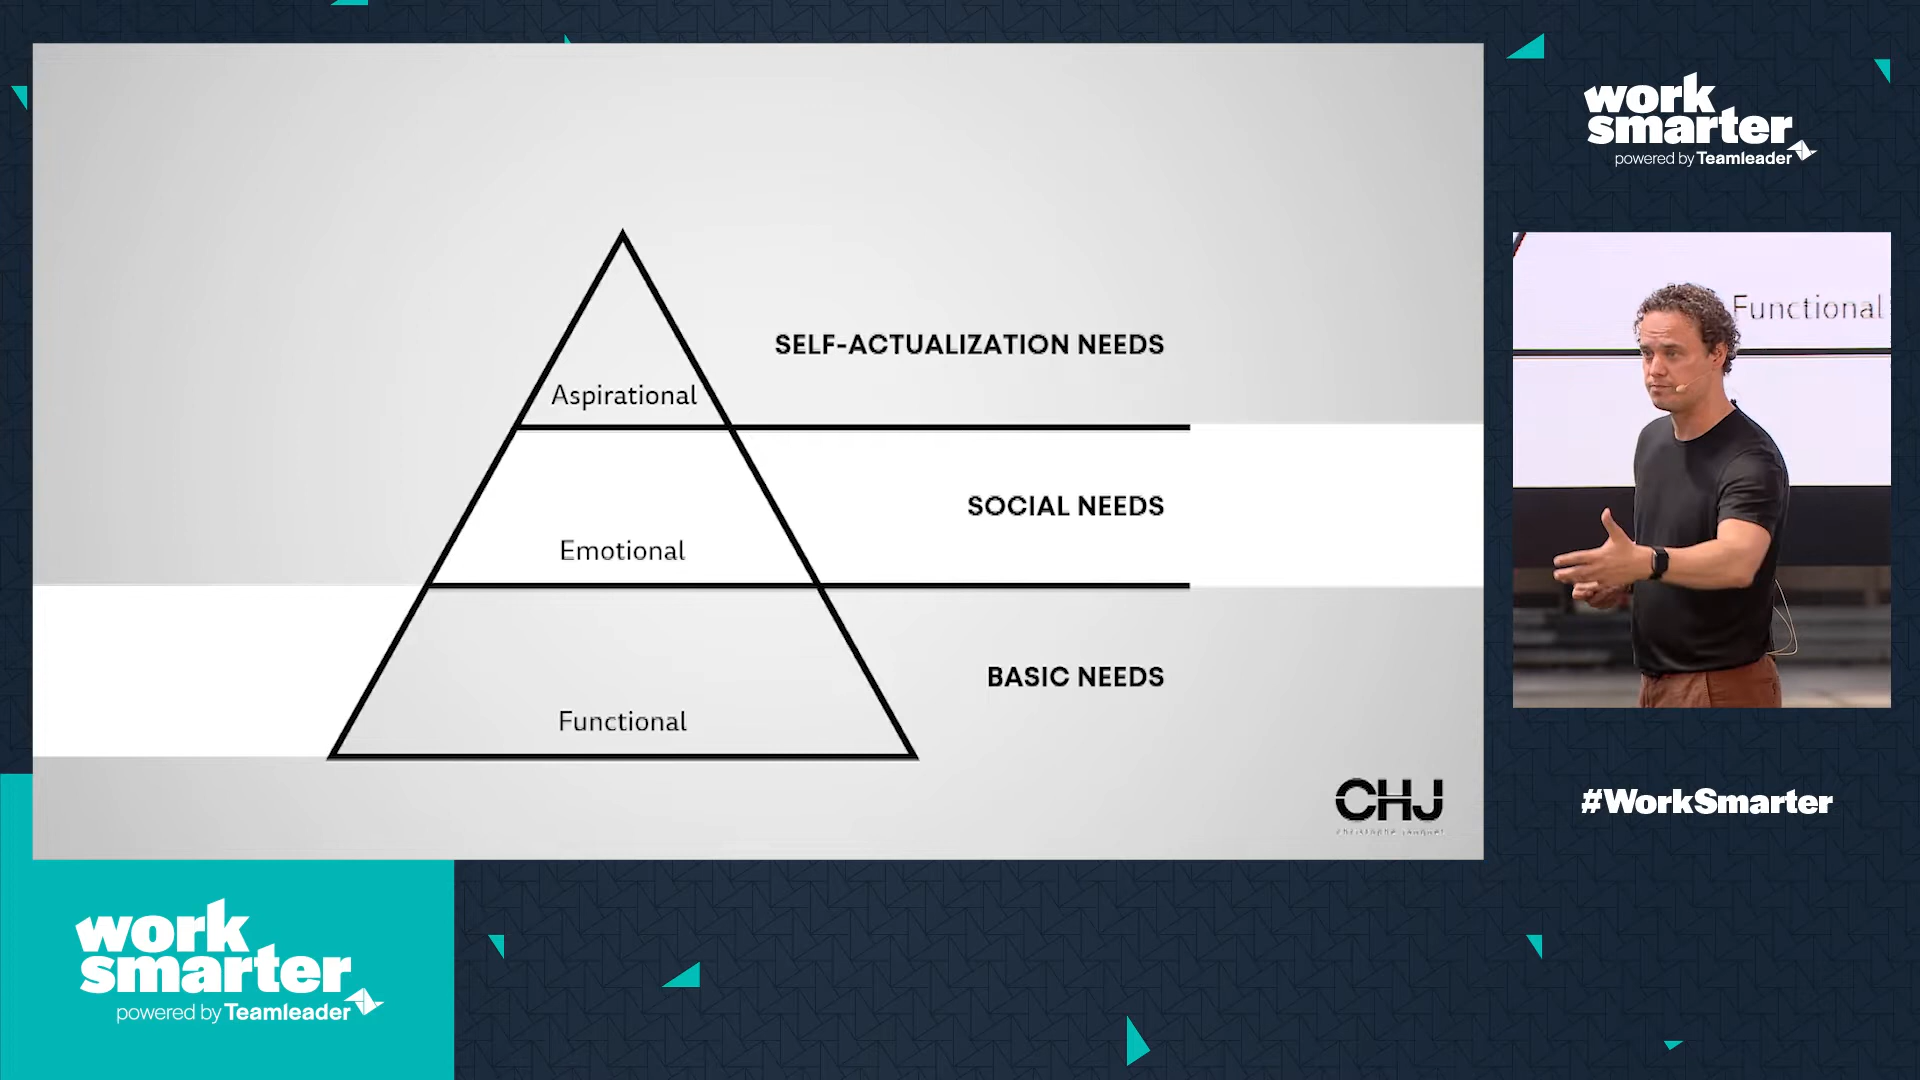 SELF-ACTUALIZATION NEEDS
Aspirational
SOCIAL NEEDS
Emotional
BASIC NEEDS
Functional
CHJ
work
smarter
powered by Teamleader
Functional
#WorkSmarter
work
smarter
powered by Teamleader